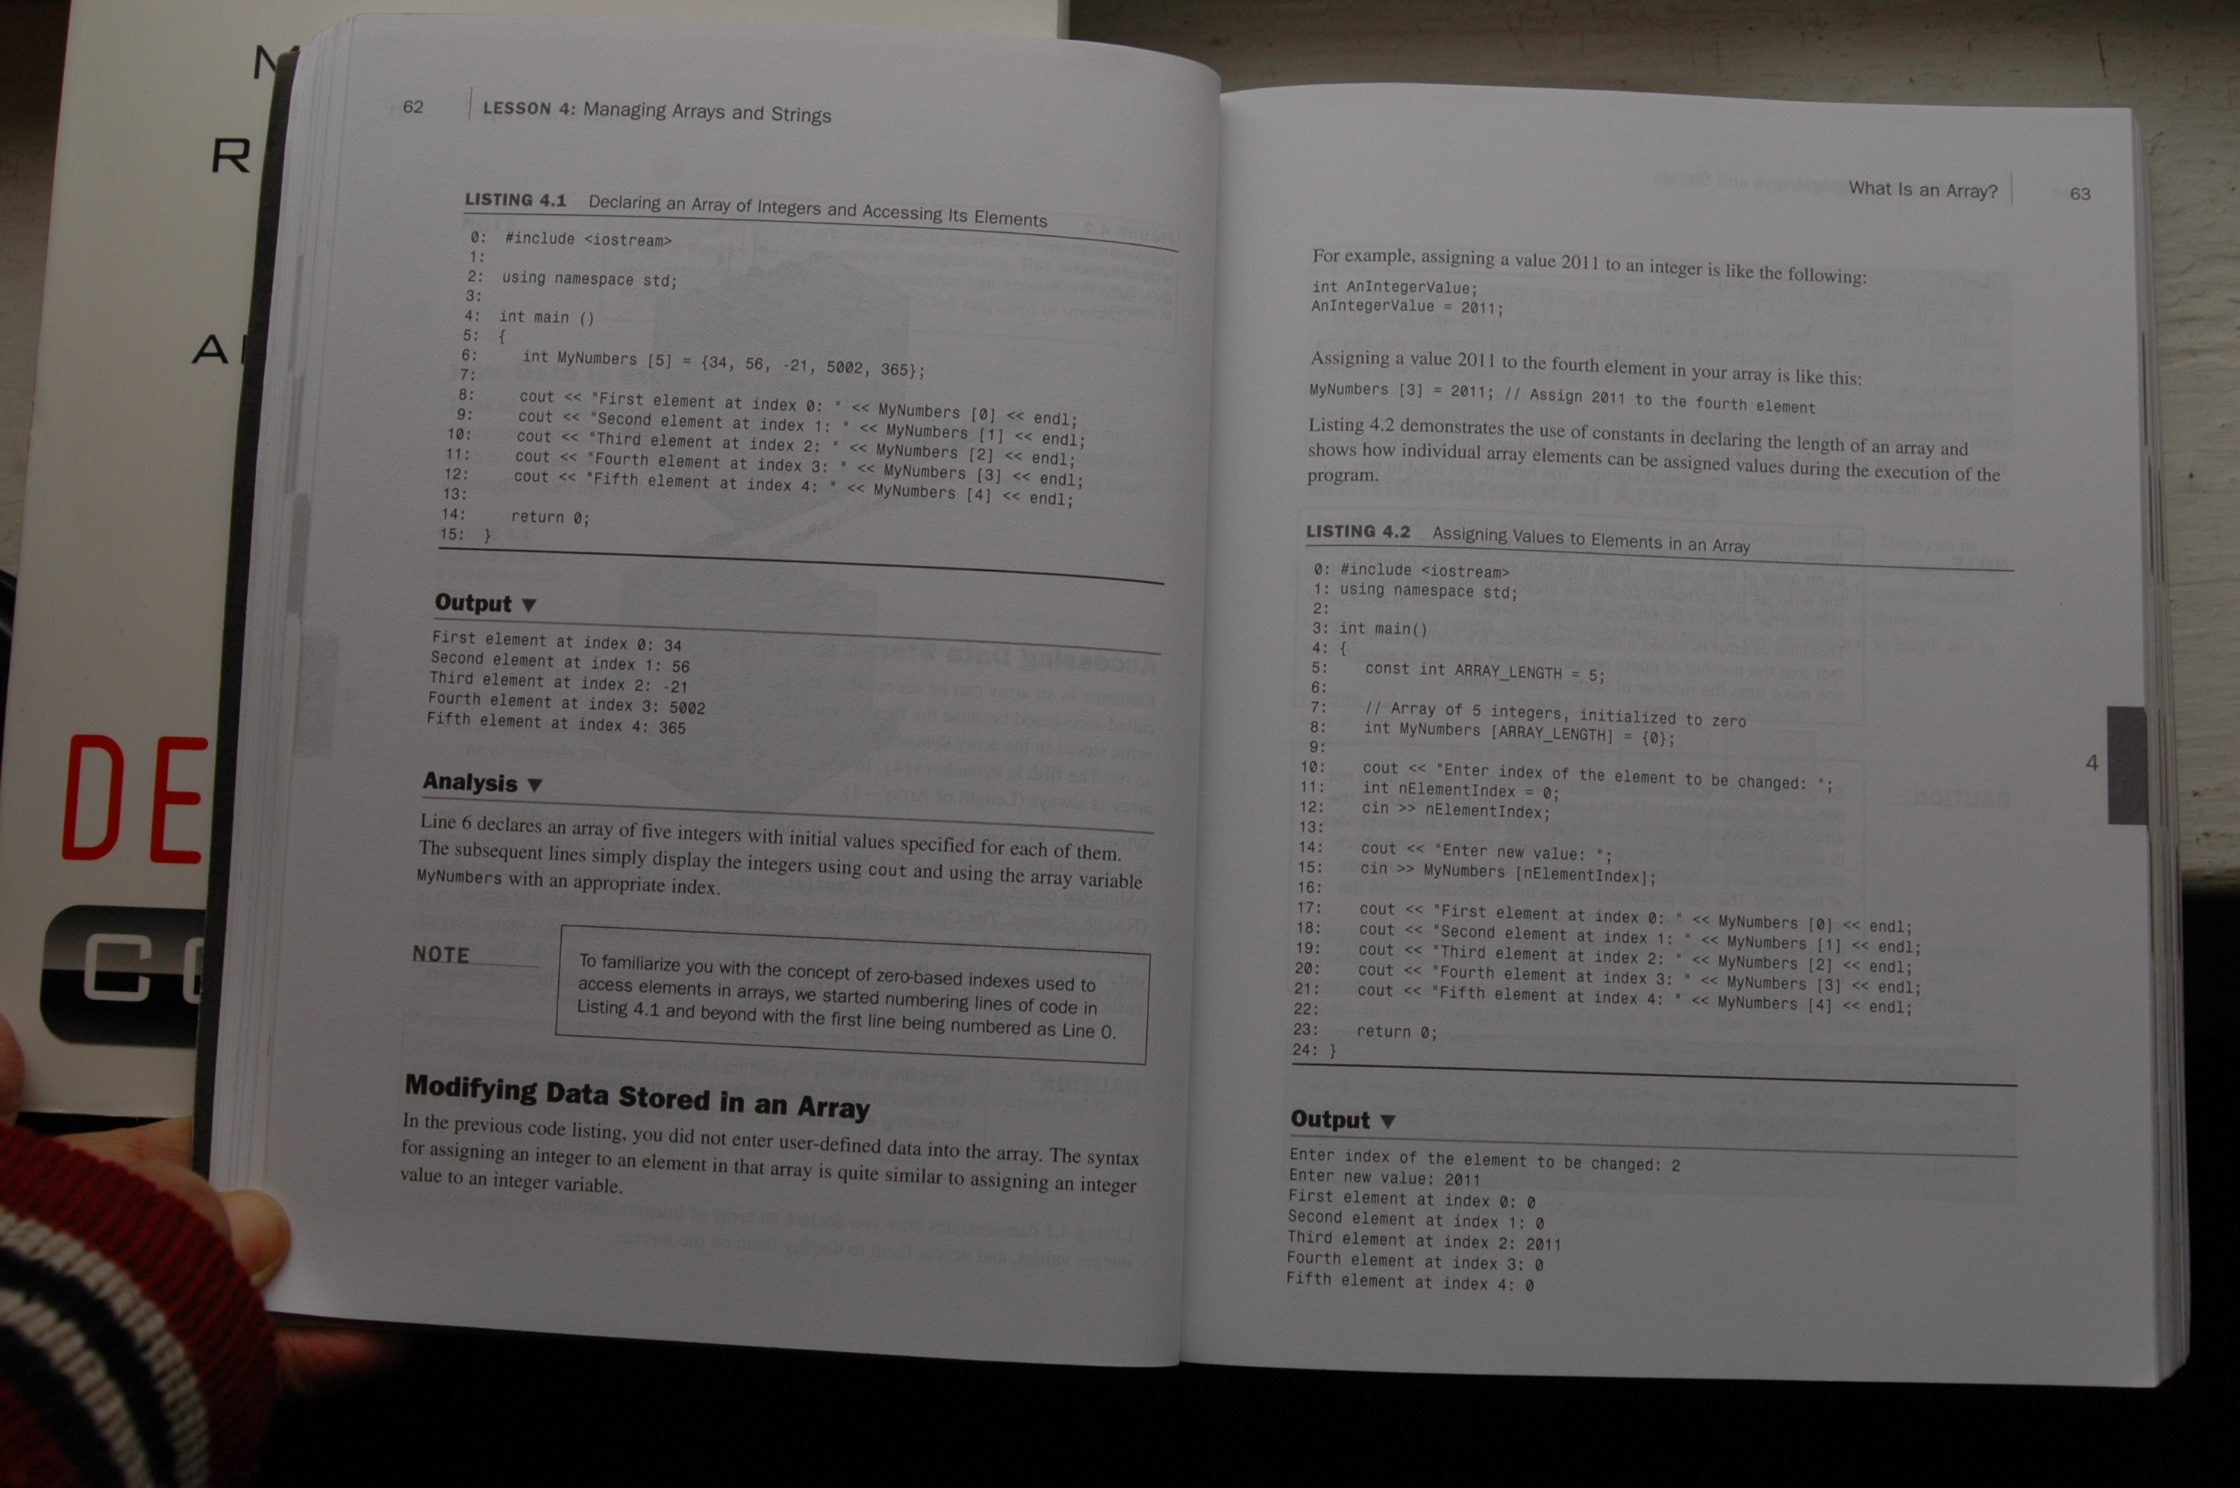 N
R
A
DE
C
62 LESSON 4: Managing Arrays and Strings
LISTING 4.1 Declaring an Array of Integers and Accessing Its Elements
0: #include <iostream>
1:
2: using namespace std;
3:
4: int main ()
5: {
6: int MyNumbers [5] = {34, 56, -21, 5002, 365};
7:
8: cout << "First element at index 0: " << MyNumbers [0] << endl;
9: cout << "Second element at index 1: " << MyNumbers [1] << endl;
10: cout << "Third element at index 2: " << MyNumbers [2] << endl;
11: cout << "Fourth element at index 3: " << MyNumbers [3] << endl;
12: cout << "Fifth element at index 4: " << MyNumbers [4] << endl;
13:
14: return 0;
15: }
Output ▼
First element at index 0: 34
Second element at index 1: 56
Third element at index 2: -21
Fourth element at index 3: 5002
Fifth element at index 4: 365
Analysis ▼
Line 6 declares an array of five integers with initial values specified for each of them.
The subsequent lines simply display the integers using cout and using the array variable
MyNumbers with an appropriate index.
NOTE
To familiarize you with the concept of zero-based indexes used to
access elements in arrays, we started numbering lines of code in
Listing 4.1 and beyond with the first line being numbered as Line 0.
Modifying Data Stored in an Array
In the previous code listing, you did not enter user-defined data into the array. The syntax
for assigning an integer to an element in that array is quite similar to assigning an integer
value to an integer variable.
What Is an Array? 63
For example, assigning a value 2011 to an integer is like the following:
int AnIntegerValue;
AnIntegerValue = 2011;
Assigning a value 2011 to the fourth element in your array is like this:
MyNumbers [3] = 2011; // Assign 2011 to the fourth element
Listing 4.2 demonstrates the use of constants in declaring the length of an array and
shows how individual array elements can be assigned values during the execution of the
program.
LISTING 4.2 Assigning Values to Elements in an Array
0: #include <iostream>
1: using namespace std;
2:
3: int main()
4: {
5: const int ARRAY_LENGTH = 5;
6:
7: // Array of 5 integers, initialized to zero
8: int MyNumbers [ARRAY_LENGTH] = {0};
9:
10: cout << "Enter index of the element to be changed: ";
11: int nElementIndex = 0;
12: cin >> nElementIndex;
13:
14: cout << "Enter new value: ";
15: cin >> MyNumbers [nElementIndex];
16:
17: cout << "First element at index 0: " << MyNumbers [0] << endl;
18: cout << "Second element at index 1: " << MyNumbers [1] << endl;
19: cout << "Third element at index 2: " << MyNumbers [2] << endl;
20: cout << "Fourth element at index 3: " << MyNumbers [3] << endl;
21: cout << "Fifth element at index 4: " << MyNumbers [4] << endl;
22:
23: return 0;
24: }
4
Output ▼
Enter index of the element to be changed: 2
Enter new value: 2011
First element at index 0: 0
Second element at index 1: 0
Third element at index 2: 2011
Fourth element at index 3: 0
Fifth element at index 4: 0